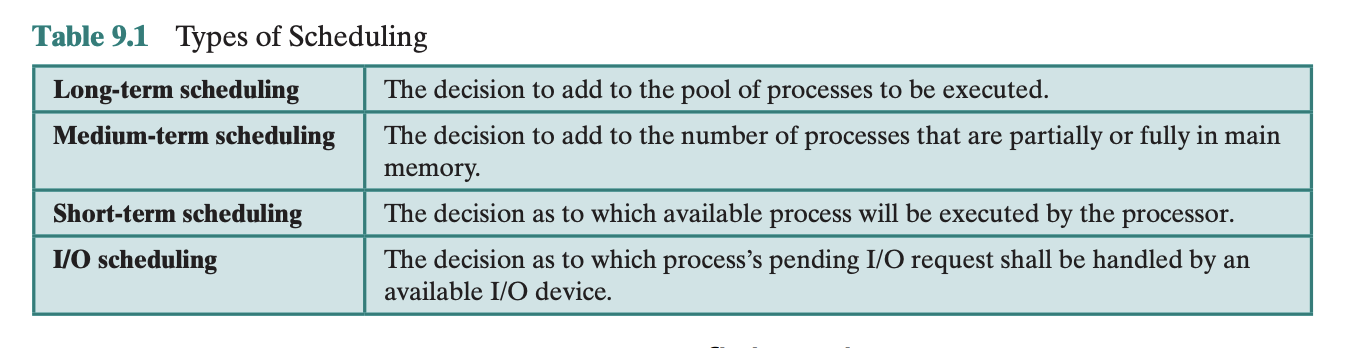 Table 9.1 Types of Scheduling
Long-term scheduling The decision to add to the pool of processes to be executed.
Medium-term scheduling The decision to add to the number of processes that are partially or fully in main
memory.
Short-term scheduling The decision as to which available process will be executed by the processor.
I/O scheduling The decision as to which process’s pending I/O request shall be handled by an
available I/O device.